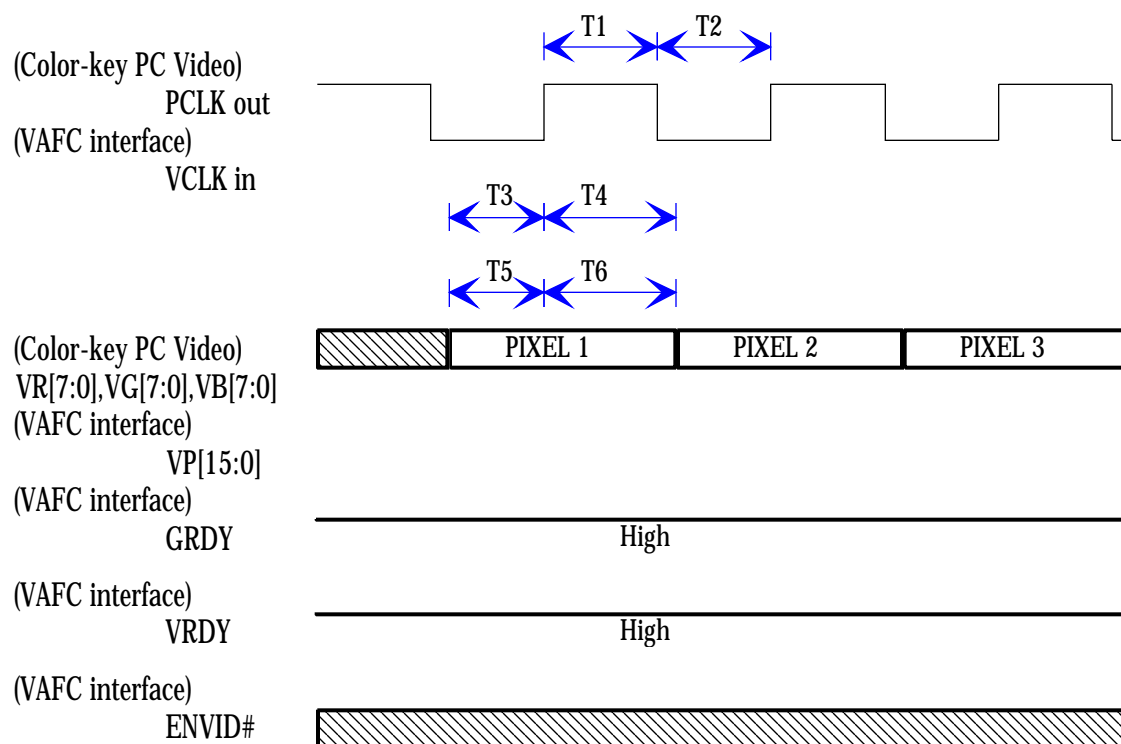 T1 T2
(Color-key PC Video)
PCLK out
(VAFC interface)
VCLK in
T3 T4
T5 T6
(Color-key PC Video)
PIXEL 1 PIXEL 2 PIXEL 3
VR[7:0],VG[7:0],VB[7:0]
(VAFC interface)
VP[15:0]
(VAFC interface)
GRDY
High
(VAFC interface)
VRDY
High
(VAFC interface)
ENVID#